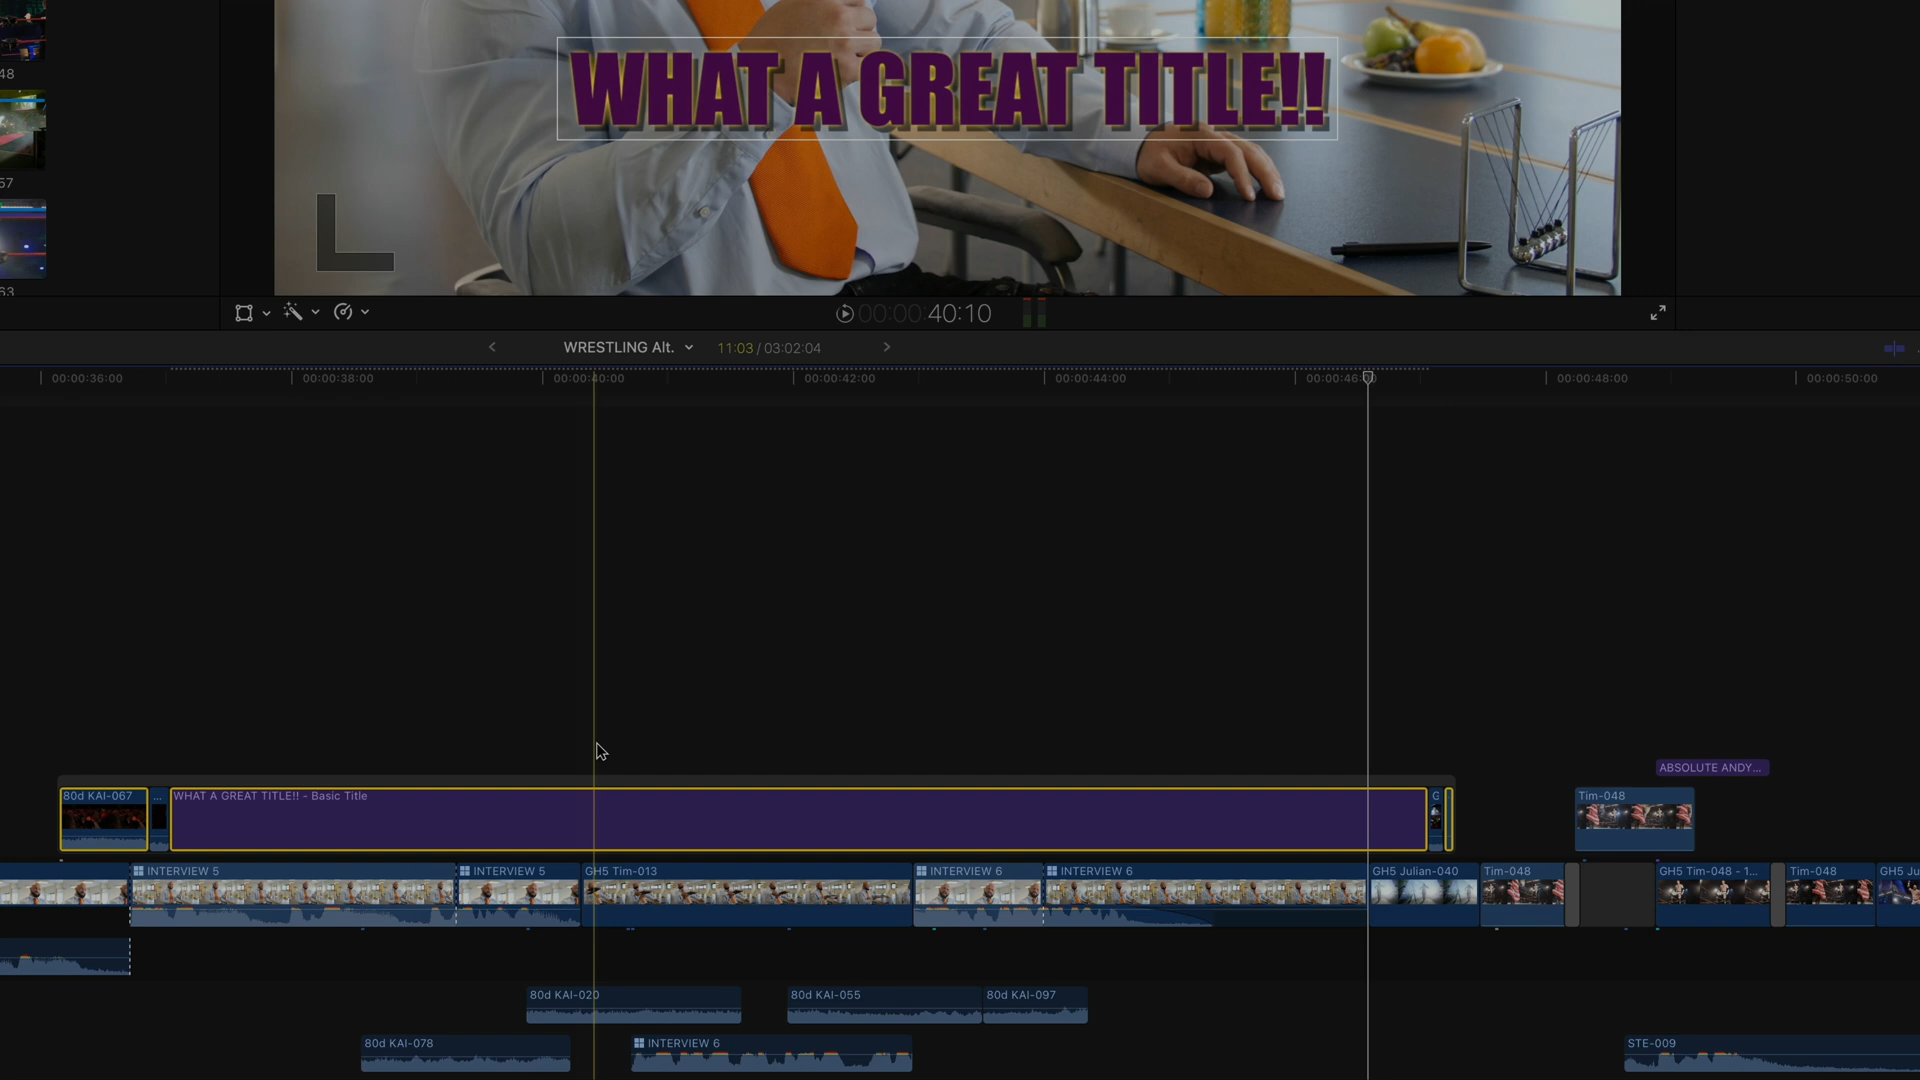 48
57
63
WHAT A GREAT TITLE!!
00:00:00:40:10
WRESTLING Alt.
11:03 / 03:02:04
00:00:36:00
00:00:38:00
00:00:40:00
00:00:42:00
00:00:44:00
00:00:46:00
00:00:48:00
00:00:50:00
ABSOLUTE ANDY...
80d KAI-067
...
WHAT A GREAT TITLE!! - Basic Title
G
Tim-048
INTERVIEW 5
INTERVIEW 5
GH5 Tim-013
INTERVIEW 6
INTERVIEW 6
GH5 Julian-040
Tim-048
GH5 Tim-048 - 1...
Tim-048
GH5 Ju
80d KAI-020
80d KAI-055
80d KAI-097
80d KAI-078
INTERVIEW 6
STE-009